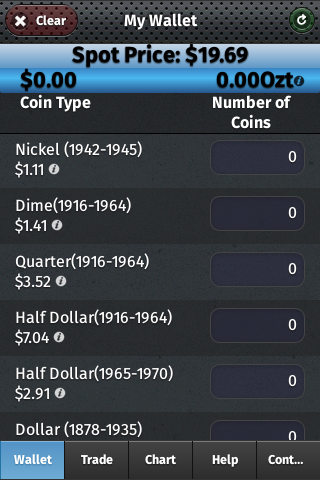 Clear
My Wallet
Spot Price: $19.69
$0.00 0.00Ozt
Coin Type
Number of
Coins
Nickel (1942-1945)
$1.11
0
Dime(1916-1964)
$1.41
0
Quarter(1916-1964)
$3.52
0
Half Dollar(1916-1964)
$7.04
0
Half Dollar(1965-1970)
$2.91
0
Dollar (1878-1935)
0
Wallet Trade Chart Help Cont...